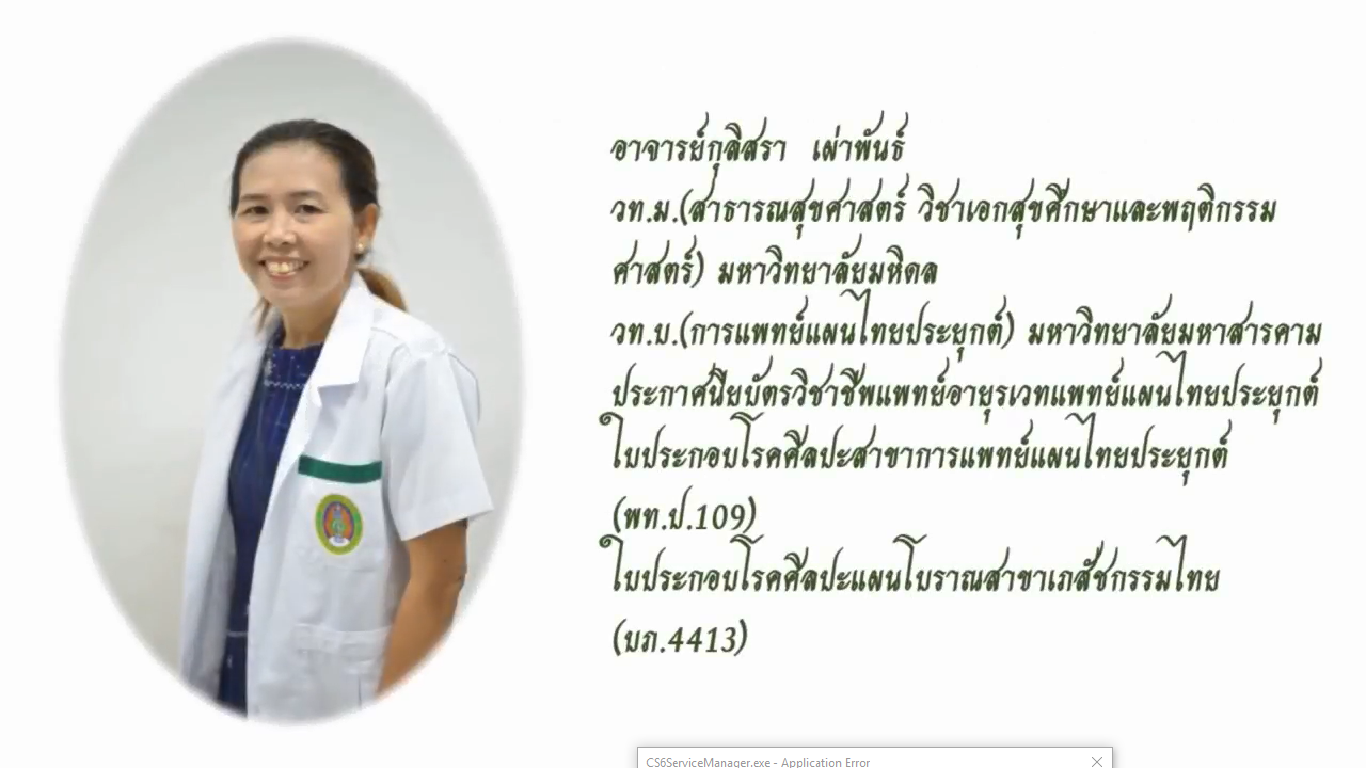 อาจารย์กุลิสรา เผ่าพันธ์
วท.ม.(สาธารณสุขศาสตร์ วิชาเอกสุขศึกษาและพฤติกรรม
ศาสตร์) มหาวิทยาลัยมหิดล
วท.บ.(การแพทย์แผนไทยประยุกต์) มหาวิทยาลัยมหาสารคาม
ประกาศนียบัตรวิชาชีพแพทย์อายุรเวทแพทย์แผนไทยประยุกต์
ใบประกอบโรคศิลปะสาขาการแพทย์แผนไทยประยุกต์
(พท.ป.109)
ใบประกอบโรคศิลปะแผนโบราณสาขาเภสัชกรรมไทย
(บภ.4413)
CS6ServiceManager.exe - Application Error